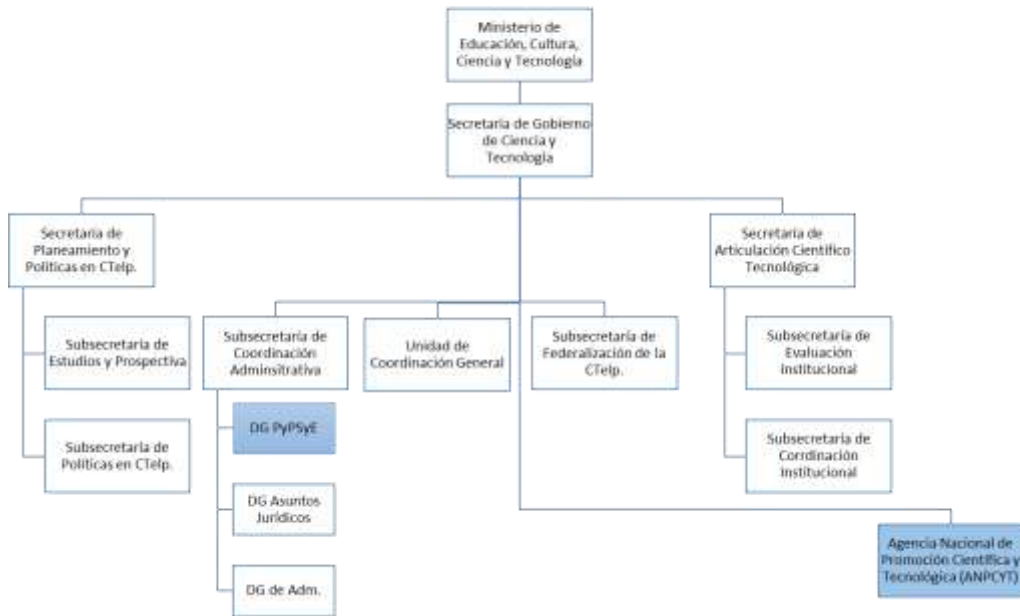 Ministerio de
Educación, Cultura,
Ciencia y Tecnología
Secretaría de Gobierno
de Ciencia y
Tecnología
Secretaría de
Planeamiento y
Políticas en CTeIp.
Secretaría de
Articulación Científico
Tecnológica
Subsecretaría de
Estudios y Prospectiva
Subsecretaría de
Coordinación
Adminsitrativa
Unidad de
Coordinación General
Subsecretaría de
Federalización de la
CTeIp.
Subsecretaría de
Evaluación
Institucional
DG PyPSyE
Subsecretaría de
Políticas en CTeIp.
Subsecretaría de
Corrdinación
Institucional
DG Asuntos
Jurídicos
Agencia Nacional de
Promoción Científica y
Tecnológica (ANPCYT)
DG de Adm.